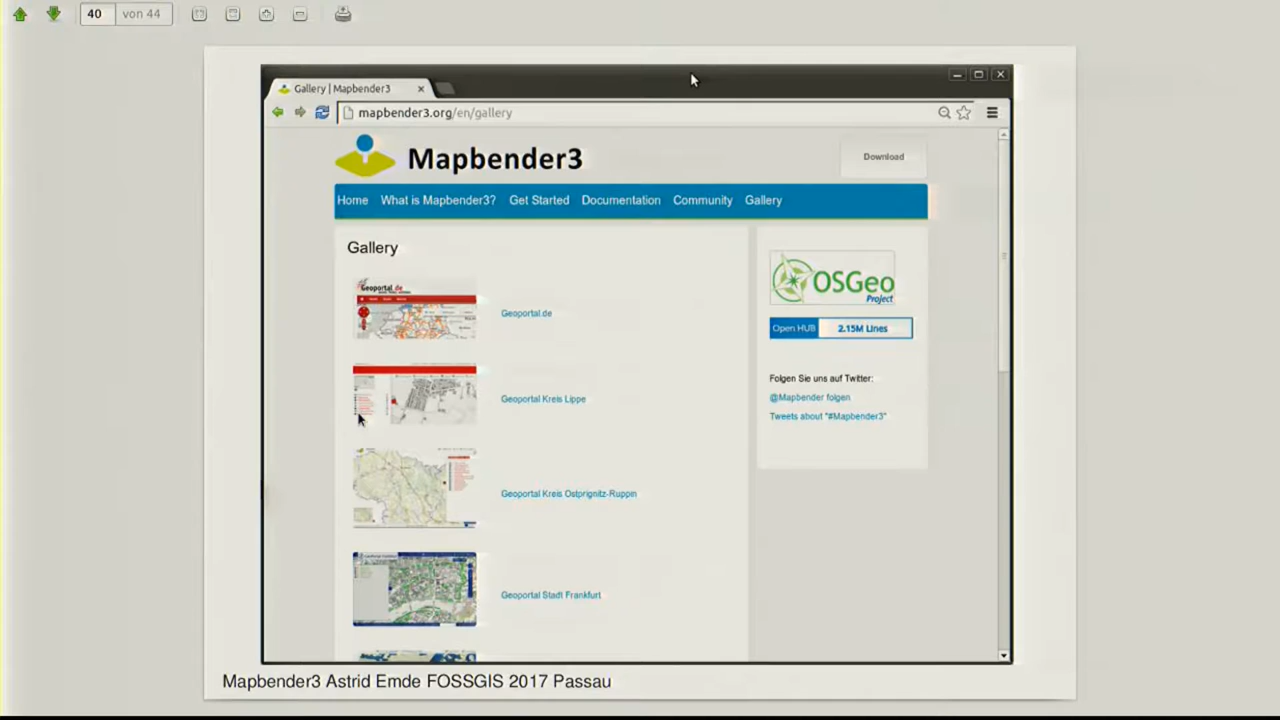 40 von 44
Gallery | Mapbender3
mapbender3.org/en/gallery
Mapbender3
Download
Home What is Mapbender3? Get Started Documentation Community Gallery
Gallery
Geoportal.de
Geoportal.de
Geoportal Kreis Lippe
Geoportal Kreis Ostprignitz-Ruppin
Geoportal Stadt Frankfurt
OSGeo
Project
Open HUB 2.15M Lines
Folgen Sie uns auf Twitter:
@Mapbender folgen
Tweets about "#Mapbender3"
Mapbender3 Astrid Emde FOSSGIS 2017 Passau